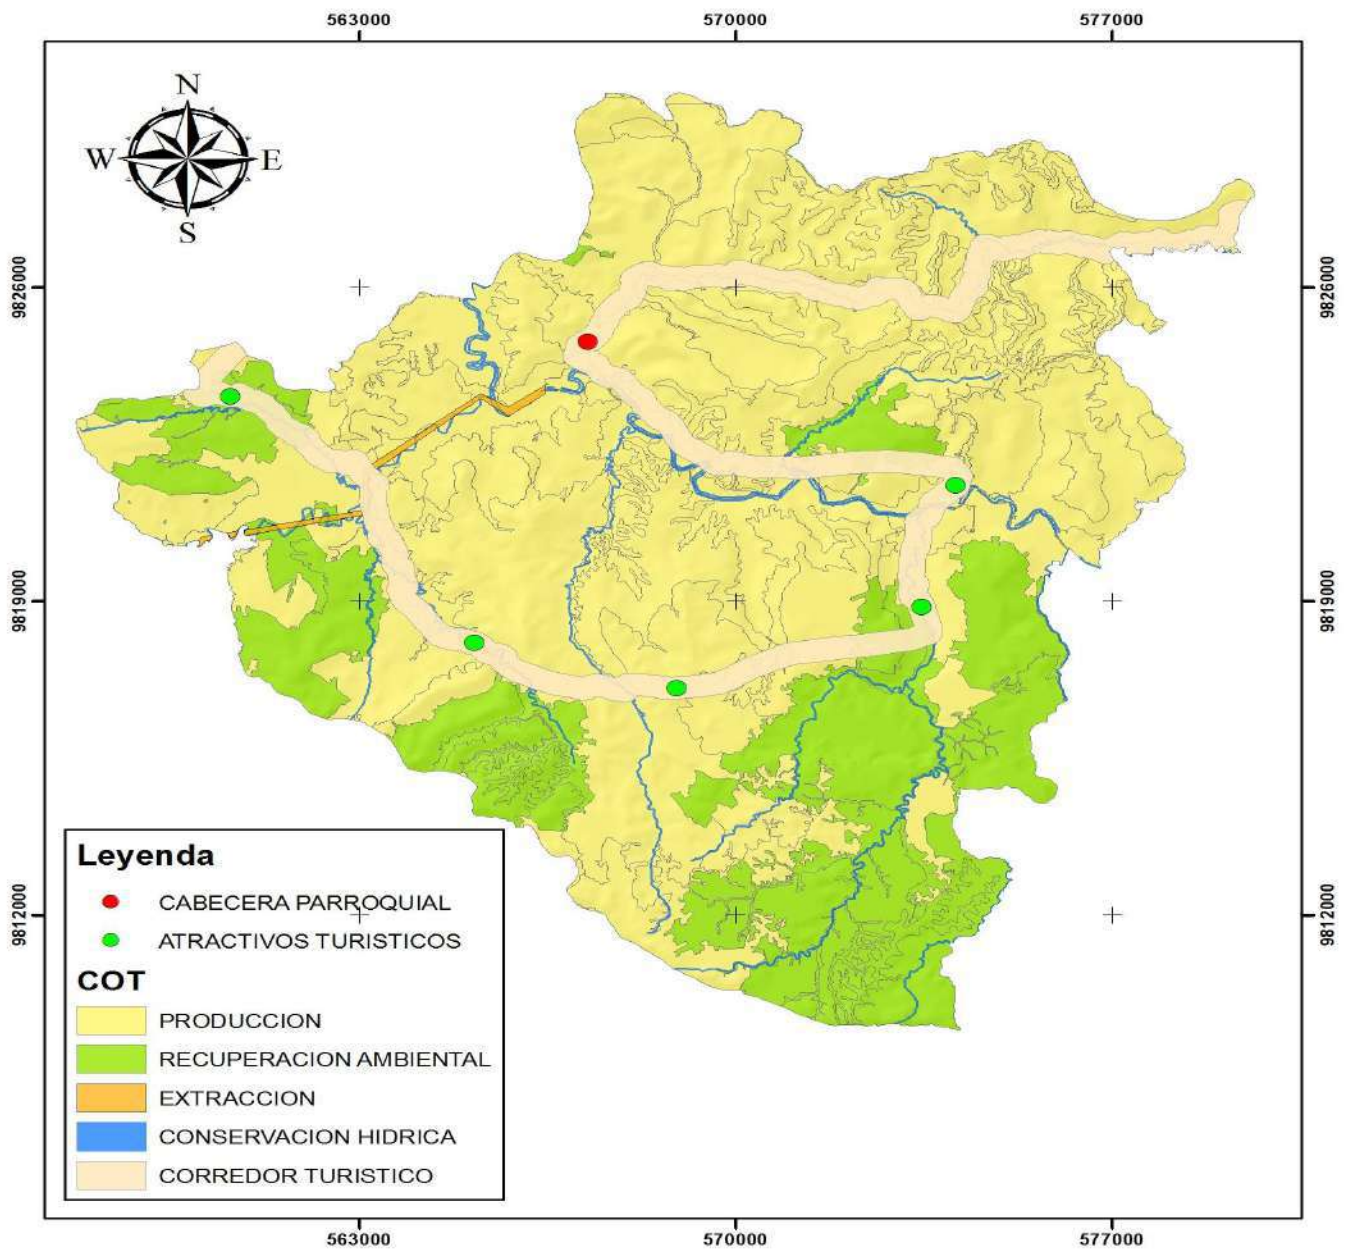 563000 570000 577000
N
W E
S
9826000 9826000
9819000 9819000
9812000 9812000
Leyenda
CABECERA PARROQUIAL
ATRACTIVOS TURISTICOS
COT
PRODUCCION
RECUPERACION AMBIENTAL
EXTRACCION
CONSERVACION HIDRICA
CORREDOR TURISTICO
563000 570000 577000